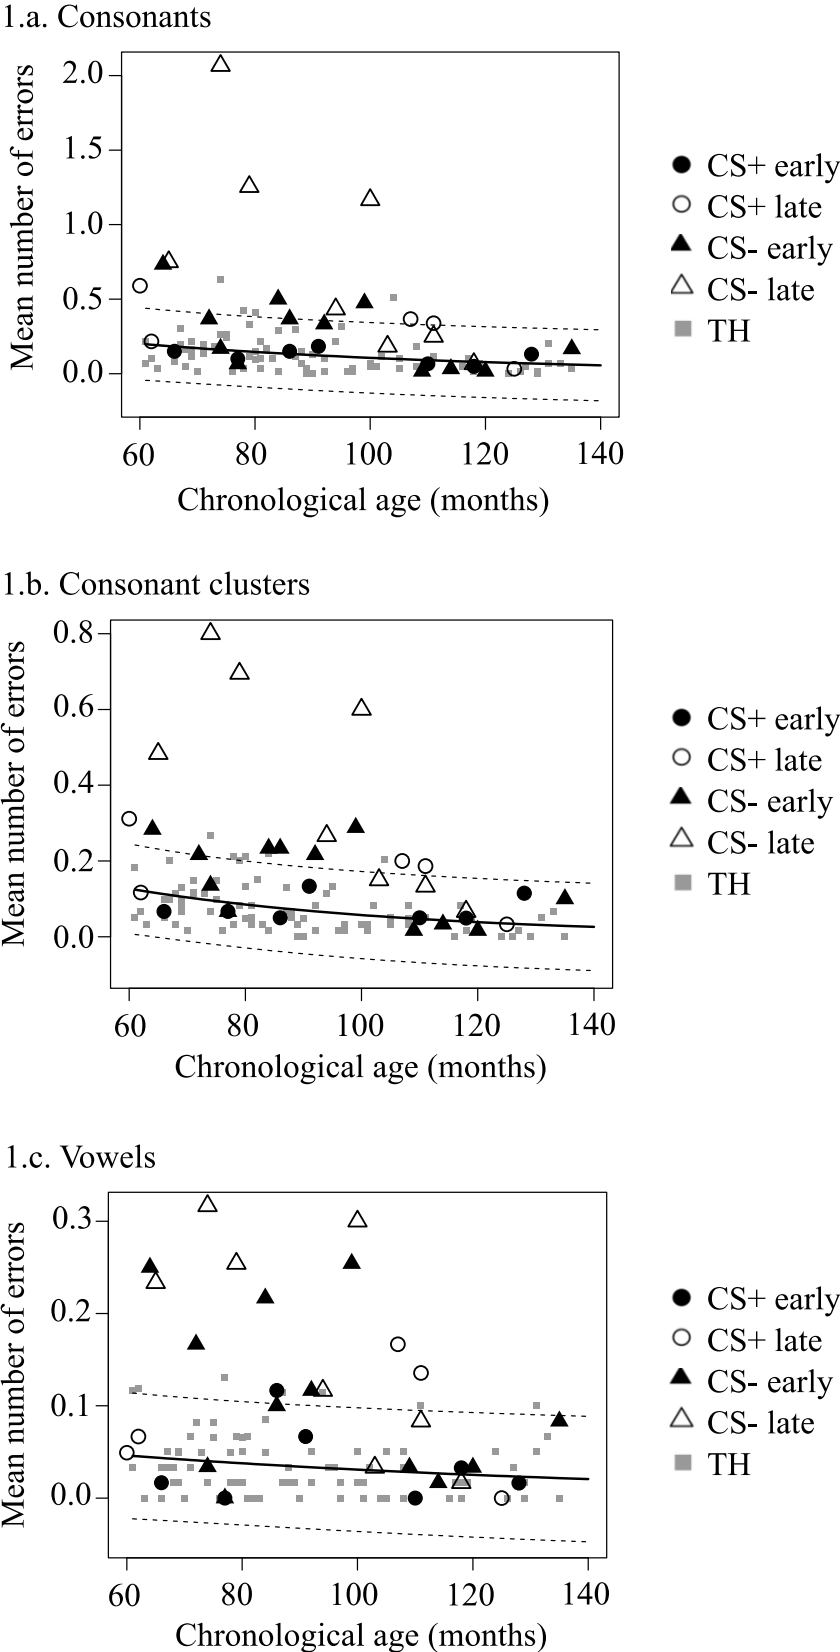 1.a. Consonants
Mean number of errors
2.0
1.5
1.0
0.5
0.0
60 80 100 120 140
Chronological age (months)
CS+ early
CS+ late
CS- early
CS- late
TH
1.b. Consonant clusters
Mean number of errors
0.8
0.6
0.4
0.2
0.0
60 80 100 120 140
Chronological age (months)
CS+ early
CS+ late
CS- early
CS- late
TH
1.c. Vowels
Mean number of errors
0.3
0.2
0.1
0.0
60 80 100 120 140
Chronological age (months)
CS+ early
CS+ late
CS- early
CS- late
TH